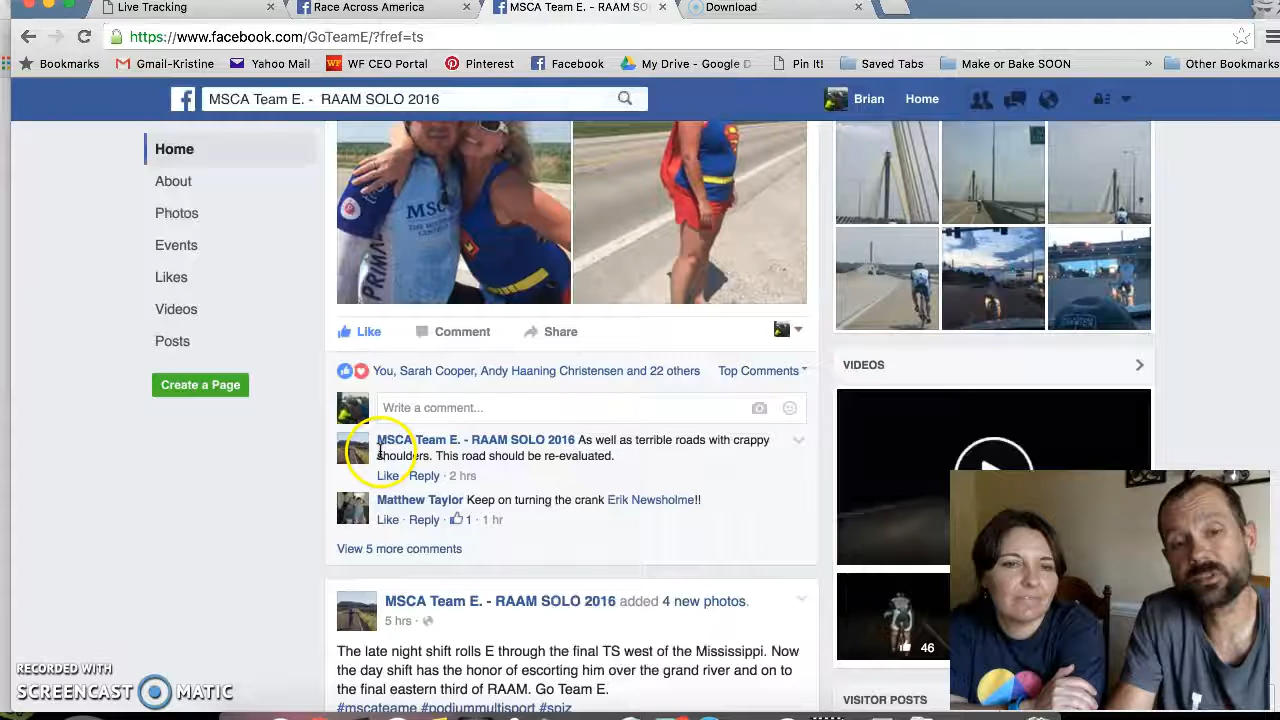 Live Tracking
Race Across America
MSCA Team E. - RAAM SO
Download
https://www.facebook.com/GoTeamE/?fref=ts
Bookmarks Gmail-Kristine Yahoo Mail WF CEO Portal Pinterest Facebook My Drive - Google D Pin It! Saved Tabs Make or Bake SOON » Other Bookmarks
MSCA Team E. - RAAM SOLO 2016
Brian Home
Home
About
Photos
Events
Likes
Videos
Posts
Create a Page
MSC
PRIMA
Like Comment Share
You, Sarah Cooper, Andy Haaning Christensen and 22 others Top Comments
Write a comment...
MSCA Team E. - RAAM SOLO 2016 As well as terrible roads with crappy
shoulders. This road should be re-evaluated.
Like · Reply · 2 hrs
Matthew Taylor Keep on turning the crank Erik Newsholme!!
Like · Reply · 1 · 1 hr
View 5 more comments
MSCA Team E. - RAAM SOLO 2016 added 4 new photos.
5 hrs ·
The late night shift rolls E through the final TS west of the Mississippi. Now
the day shift has the honor of escorting him over the grand river and on to
the final eastern third of RAAM. Go Team E.
#mscateame #podiummultisport #spiz
VIDEOS
46
VISITOR POSTS
RECORDED WITH
SCREENCAST MATIC